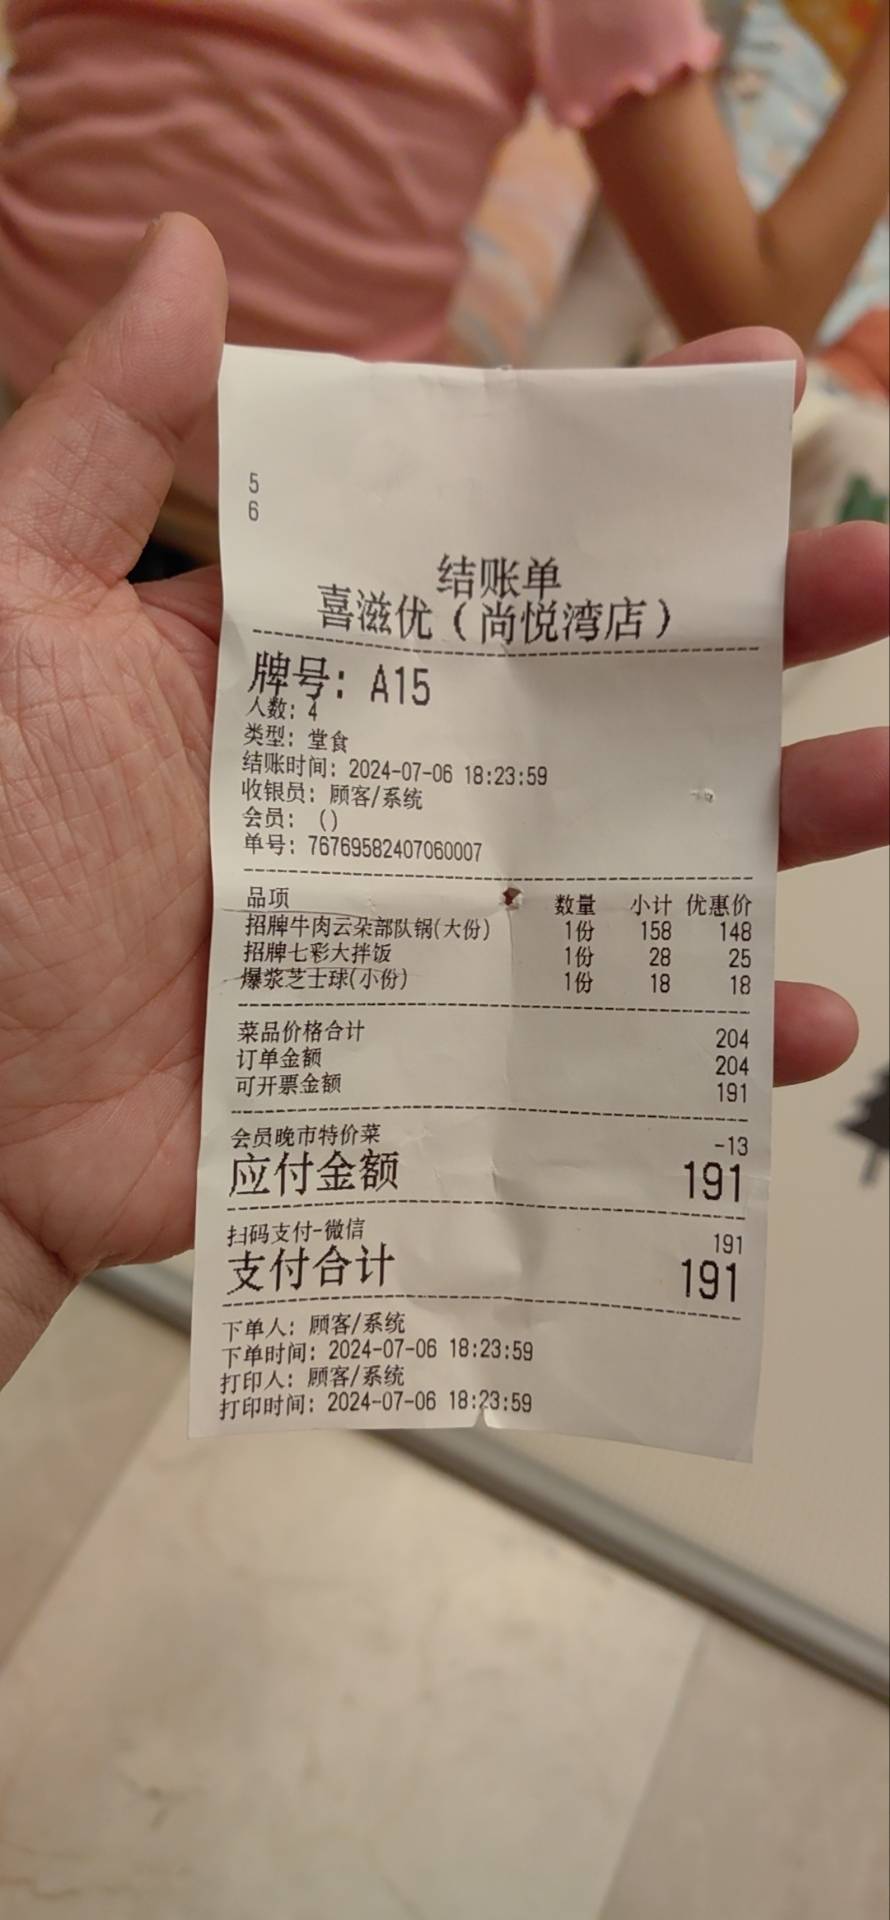 5
6
结账单
喜滋优（尚悦湾店）
牌号: A15
人数: 4
类型: 堂食
结账时间: 2024-07-06 18:23:59
收银员: 顾客/系统
会员: ()
单号: 76769582407060007
品项 数量 小计 优惠价
招牌牛肉云朵部队锅(大份) 1份 158 148
招牌七彩大拌饭 1份 28 25
爆浆芝士球(小份) 1份 18 18
菜品价格合计 204
订单金额 204
可开票金额 191
会员晚市特价菜 -13
应付金额 191
扫码支付-微信 191
支付合计 191
下单人: 顾客/系统
下单时间: 2024-07-06 18:23:59
打印人: 顾客/系统
打印时间: 2024-07-06 18:23:59